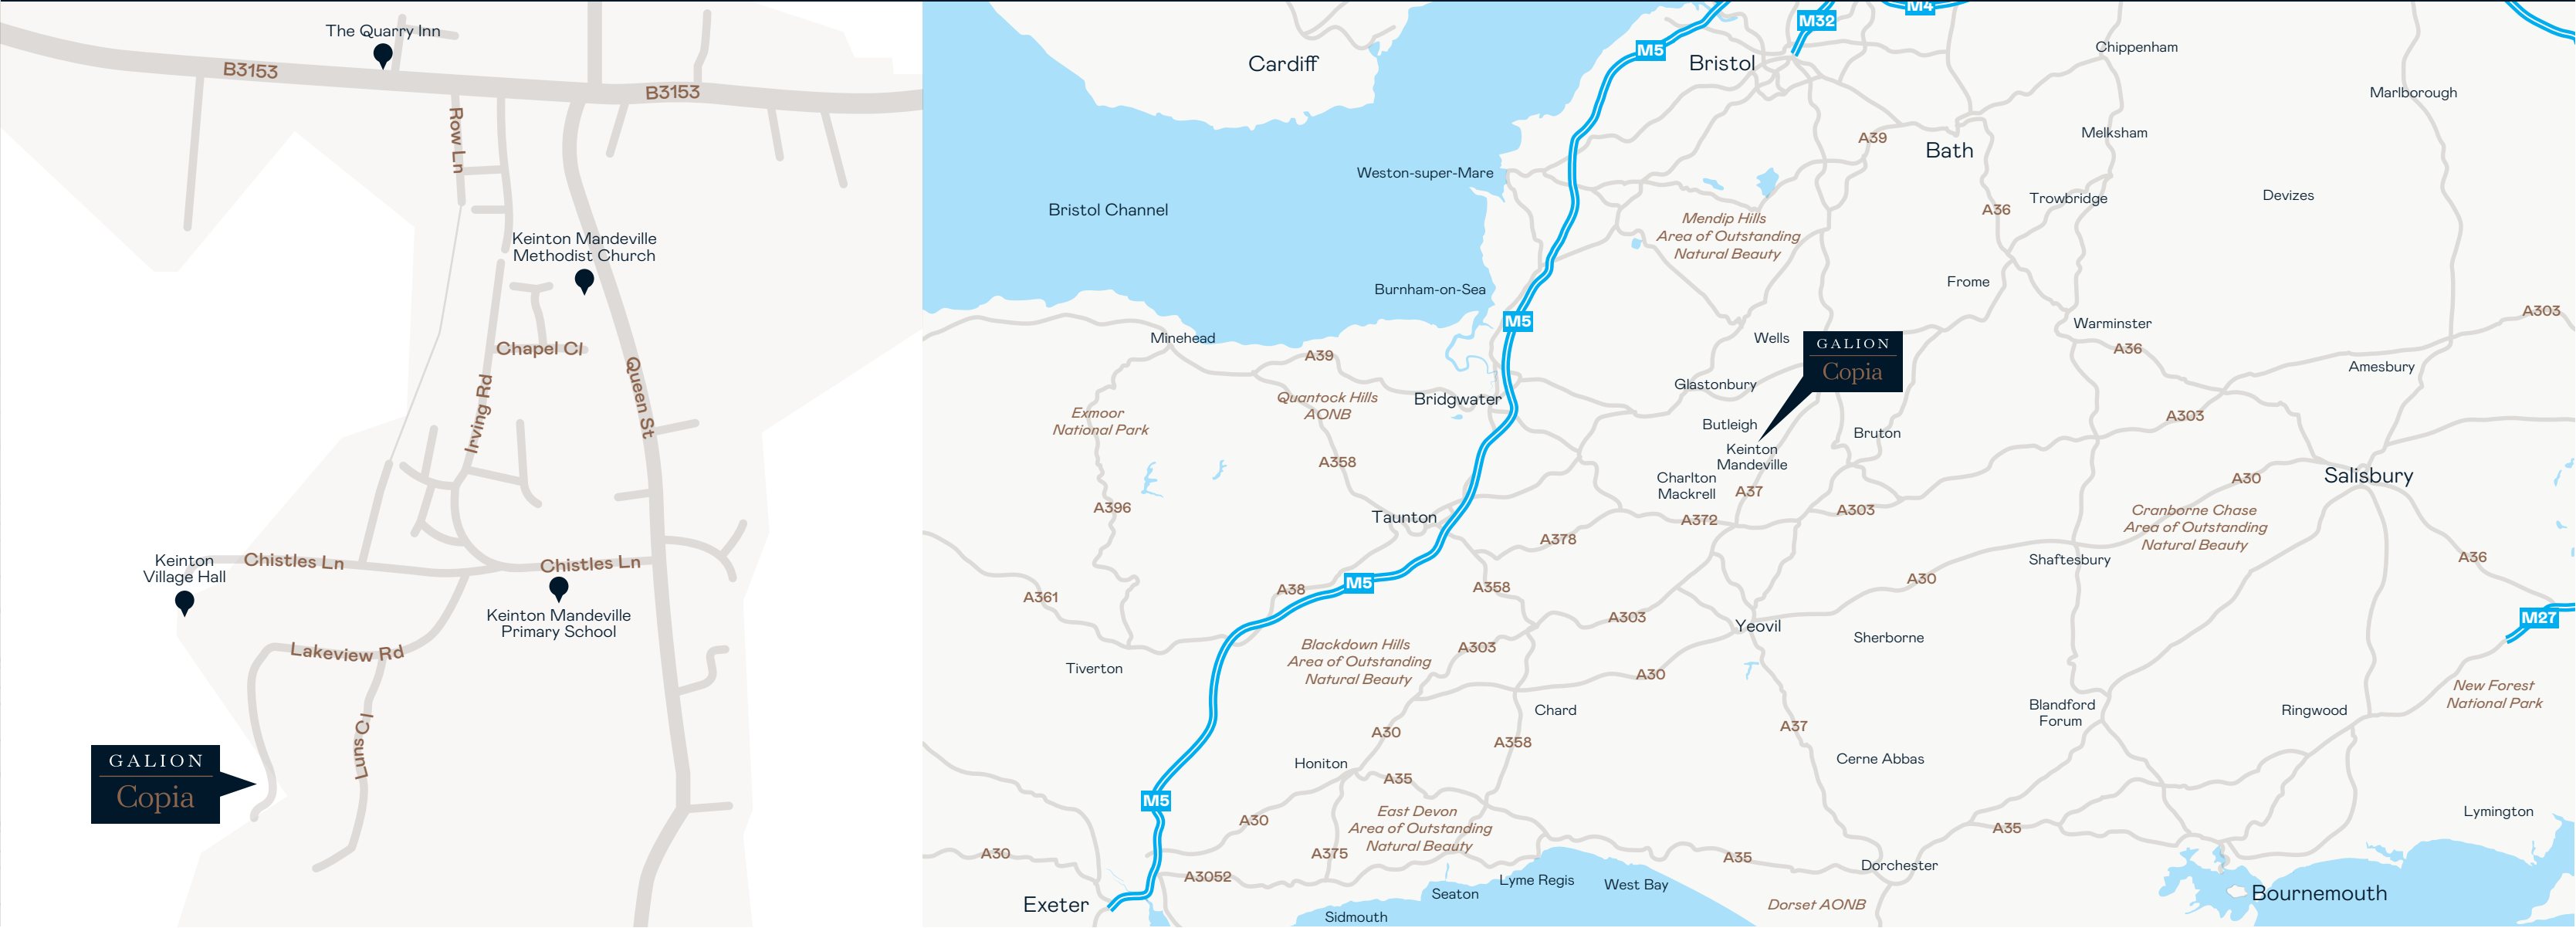 The Quarry Inn
B3153
B3153
Row Ln
Keinton Mandeville
Methodist Church
Chapel Cl
Queen St
Irving Rd
Keinton
Village Hall
Chistles Ln
Chistles Ln
Keinton Mandeville
Primary School
Lakeview Rd
Luns Cl
GALION
Copia
M4
M32
M5
Cardiff
Bristol
Chippenham
Marlborough
A39
Melksham
Bath
Weston-super-Mare
Devizes
Trowbridge
Bristol Channel
A36
Mendip Hills
Area of Outstanding
Natural Beauty
Frome
Burnham-on-Sea
A303
M5
Warminster
Minehead
Wells
GALION
Copia
A36
A39
Amesbury
Glastonbury
Quantock Hills
AONB
Bridgwater
Exmoor
National Park
A303
Butleigh
Bruton
Keinton
Mandeville
A358
Salisbury
Charlton
Mackrell
A37
A30
A396
A303
Cranborne Chase
Area of Outstanding
Natural Beauty
Taunton
A372
A378
Shaftesbury
A36
M5
A30
A38
A358
A361
A303
M27
Yeovil
Sherborne
Blackdown Hills
Area of Outstanding
Natural Beauty
A303
Tiverton
A30
New Forest
National Park
Chard
Blandford
Forum
Ringwood
A37
A30
A358
Cerne Abbas
Honiton
A35
M5
East Devon
Area of Outstanding
Natural Beauty
Lymington
A30
A35
A30
A375
A35
Dorchester
A3052
Lyme Regis
West Bay
Seaton
Bournemouth
Exeter
Dorset AONB
Sidmouth